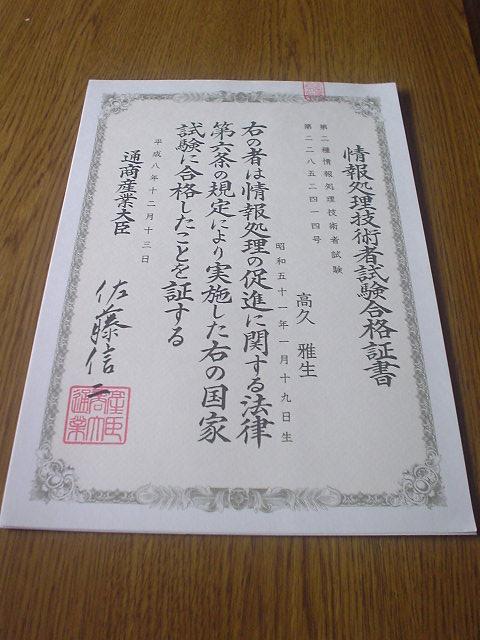 情報処理技術者試験合格証書
第二種情報処理技術者試験
第二二八五二四一四号
高久 雅生
昭和五十一年一月十九日生
右の者は情報処理の促進に関する法律
第六条の規定により実施した右の国家
試験に合格したことを証する
平成八年十二月十三日
通商産業大臣
佐藤信二